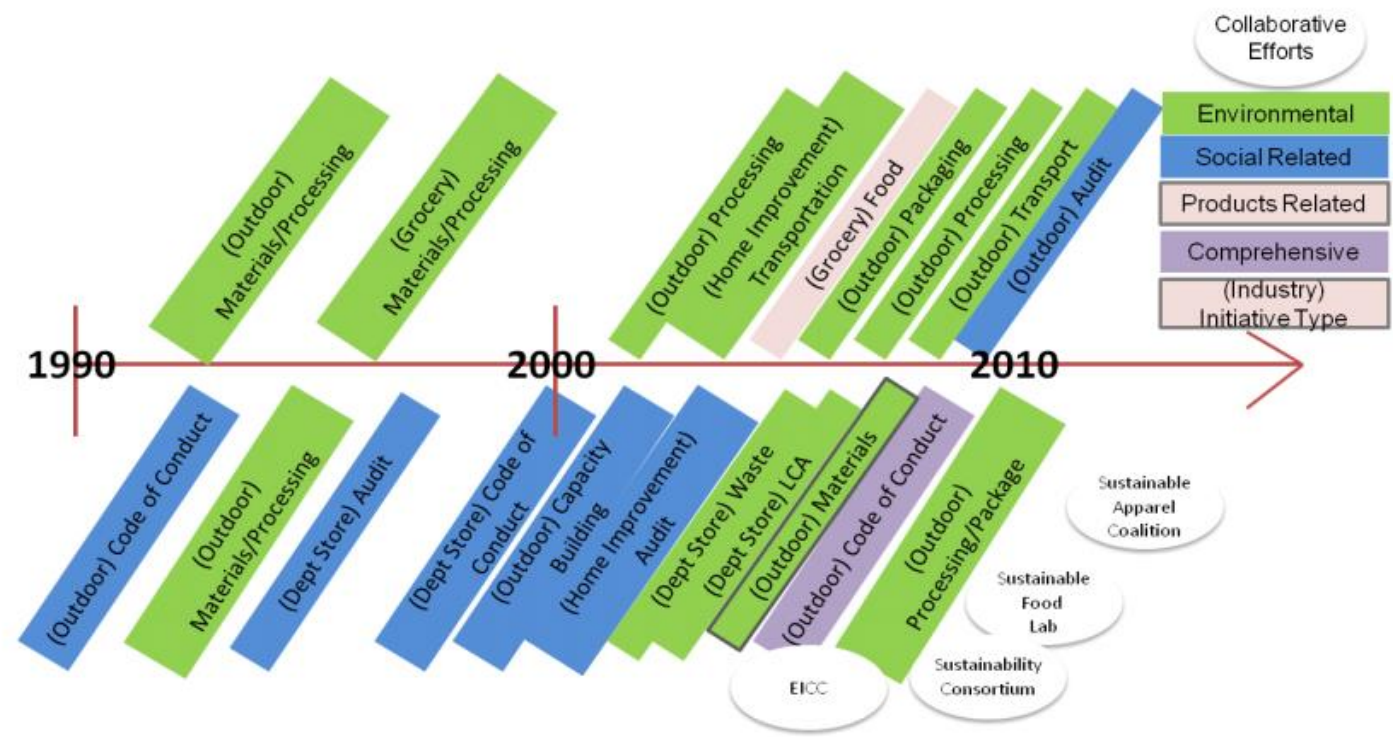 Collaborative
Efforts
Environmental
Social Related
Products Related
Comprehensive
(Industry)
Initiative Type
(Outdoor)
Materials/Processing
(Grocery)
Materials/Processing
(Outdoor) Processing
(Home Improvement)
Transportation
(Grocery) Food
(Outdoor) Packaging
(Outdoor) Processing
(Outdoor) Transport
(Outdoor) Audit
1990
2000
2010
(Outdoor) Code of Conduct
(Outdoor)
Materials/Processing
(Dept Store) Audit
(Dept Store) Code of
Conduct
(Outdoor) Capacity
Building
(Home Improvement)
Audit
(Dept Store) Waste
(Dept Store) LCA
(Outdoor) Materials
(Outdoor) Code of Conduct
(Outdoor)
Processing/Package
Sustainable
Apparel
Coalition
Sustainable
Food
Lab
Sustainability
Consortium
EICC